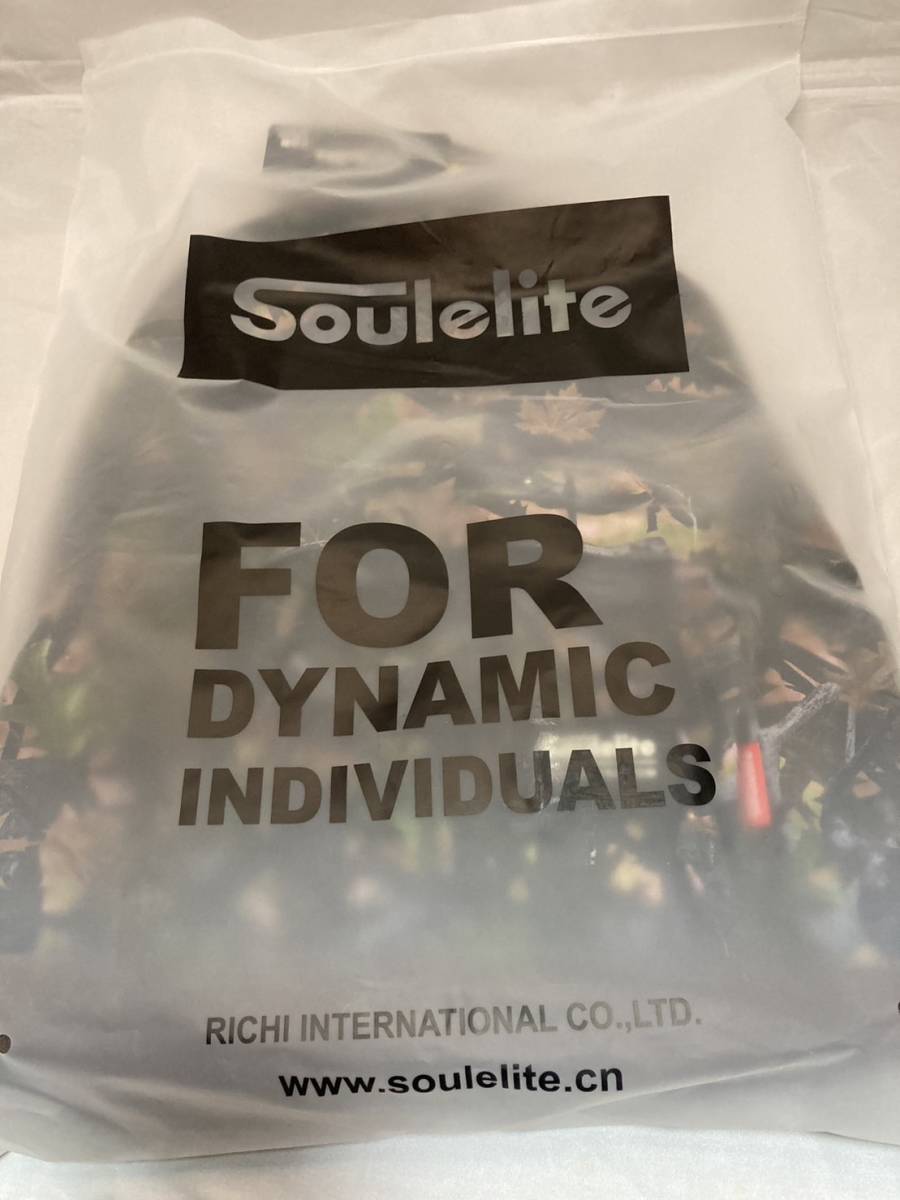 Soulelite
FOR
DYNAMIC
INDIVIDUALS
RICHI INTERNATIONAL CO.,LTD.
www.soulelite.cn